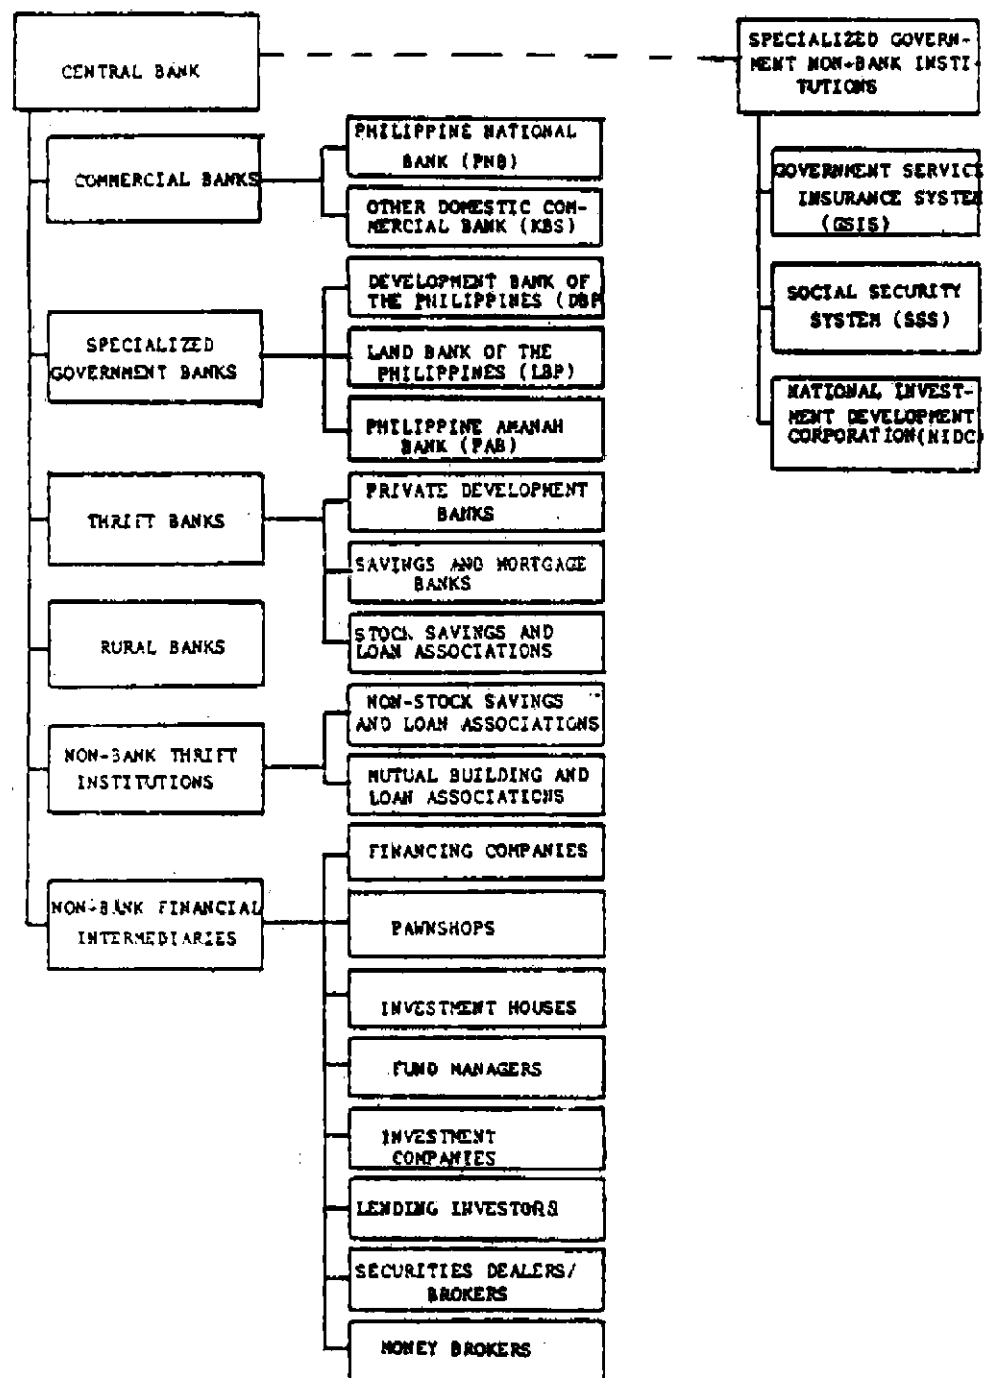 CENTRAL BANK
SPECIALIZED GOVERN-
MENT NON-BANK INSTI-
TUTIONS
COMMERCIAL BANKS
PHILIPPINE NATIONAL
BANK (PNB)
OTHER DOMESTIC COM-
MERCIAL BANK (KBS)
SPECIALIZED
GOVERNMENT BANKS
DEVELOPMENT BANK OF
THE PHILIPPINES (DBP
LAND BANK OF THE
PHILIPPINES (LBP)
PHILIPPINE AMANAH
BANK (PAB)
THRIFT BANKS
PRIVATE DEVELOPMENT
BANKS
SAVINGS AND MORTGAGE
BANKS
STOCK SAVINGS AND
LOAN ASSOCIATIONS
RURAL BANKS
NON-BANK THRIFT
INSTITUTIONS
NON-STOCK SAVINGS
AND LOAN ASSOCIATIONS
MUTUAL BUILDING AND
LOAN ASSOCIATIONS
NON-BANK FINANCIAL
INTERMEDIARIES
FINANCING COMPANIES
PAWNSHOPS
INVESTMENT HOUSES
FUND MANAGERS
INVESTMENT
COMPANIES
LENDING INVESTORS
SECURITIES DEALERS/
BROKERS
MONEY BROKERS
GOVERNMENT SERVICE
INSURANCE SYSTEM
(GSIS)
SOCIAL SECURITY
SYSTEM (SSS)
NATIONAL INVEST-
MENT DEVELOPMENT
CORPORATION(NIDC)